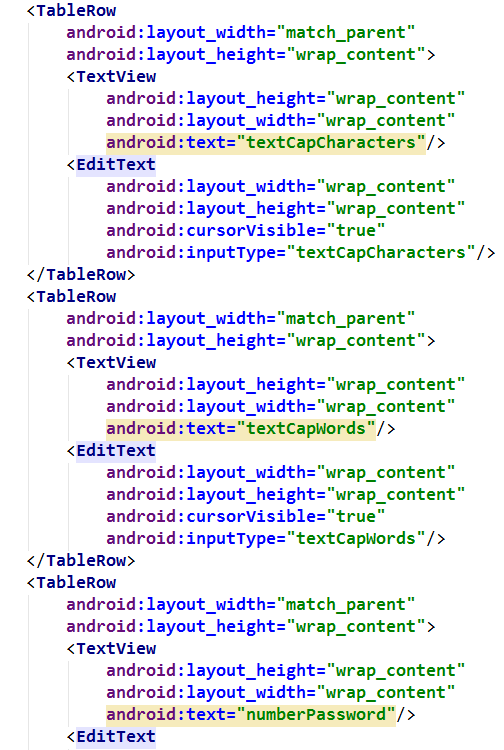 <TableRow
android:layout_width="match_parent"
android:layout_height="wrap_content">
<TextView
android:layout_height="wrap_content"
android:layout_width="wrap_content"
android:text="textCapCharacters"/>
<EditText
android:layout_width="wrap_content"
android:layout_height="wrap_content"
android:cursorVisible="true"
android:inputType="textCapCharacters"/>
</TableRow>
<TableRow
android:layout_width="match_parent"
android:layout_height="wrap_content">
<TextView
android:layout_height="wrap_content"
android:layout_width="wrap_content"
android:text="textCapWords"/>
<EditText
android:layout_width="wrap_content"
android:layout_height="wrap_content"
android:cursorVisible="true"
android:inputType="textCapWords"/>
</TableRow>
<TableRow
android:layout_width="match_parent"
android:layout_height="wrap_content">
<TextView
android:layout_height="wrap_content"
android:layout_width="wrap_content"
android:text="numberPassword"/>
<EditText